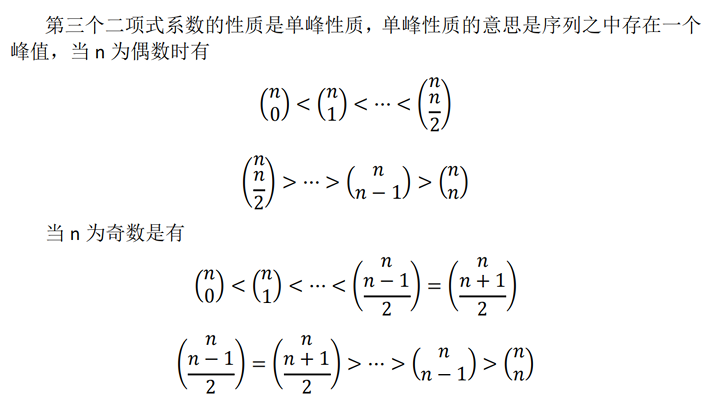 第三个二项式系数的性质是单峰性质，单峰性质的意思是序列之中存在一个
峰值，当 n 为偶数时有
$\binom{n}{0} < \binom{n}{1} < \cdots < \binom{n}{\frac{n}{2}}$
$\binom{n}{\frac{n}{2}} > \cdots > \binom{n}{n-1} > \binom{n}{n}$
当 n 为奇数是有
$\binom{n}{0} < \binom{n}{1} < \cdots < \binom{n}{\frac{n-1}{2}} = \binom{n}{\frac{n+1}{2}}$
$\binom{n}{\frac{n-1}{2}} = \binom{n}{\frac{n+1}{2}} > \cdots > \binom{n}{n-1} > \binom{n}{n}$